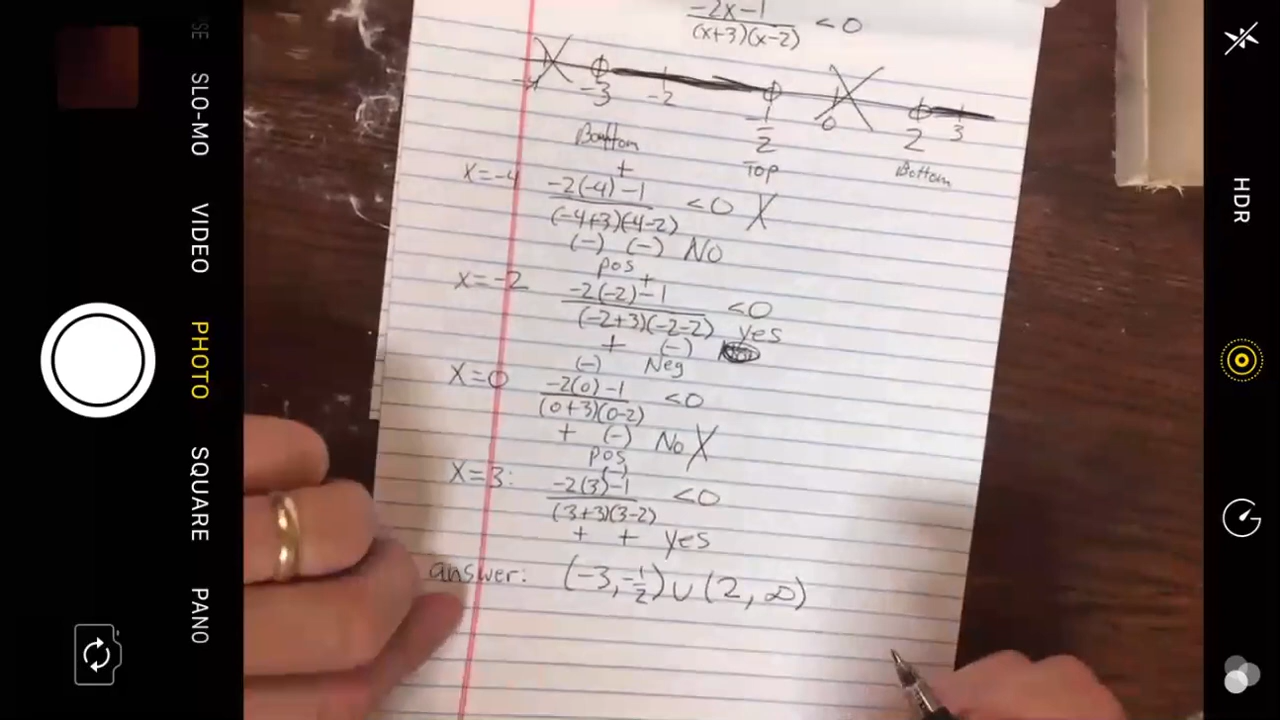 -2x-1
(x+3)(x-2) <0
-4 -3 -2 -1/2 0 2 3
Bottom Top Bottom
+
x=-4 -2(-4)-1 <0 X
(-4+3)(-4-2)
(-) (-) NO
pos
+
x=-2 -2(-2)-1 <0
(-2+3)(-2-2) yes
+ (-)
Neg
(-)
x=0 -2(0)-1 <0
(0+3)(0-2)
+ (-) No X
pos
(-)
x=3: -2(3)-1 <0
(3+3)(3-2)
+ + yes
answer: (-3,-1/2)∪(2,∞)
SLO-MO
VIDEO
PHOTO
SQUARE
PANO
HDR